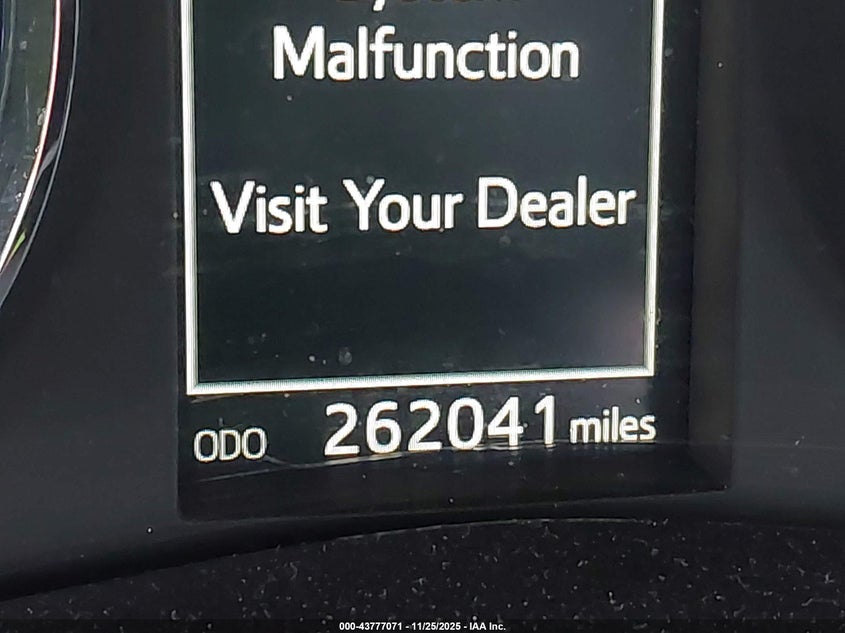 Malfunction
Visit Your Dealer
ODO 262041 miles
000-43777071 - 11/25/2025 - IAA Inc.